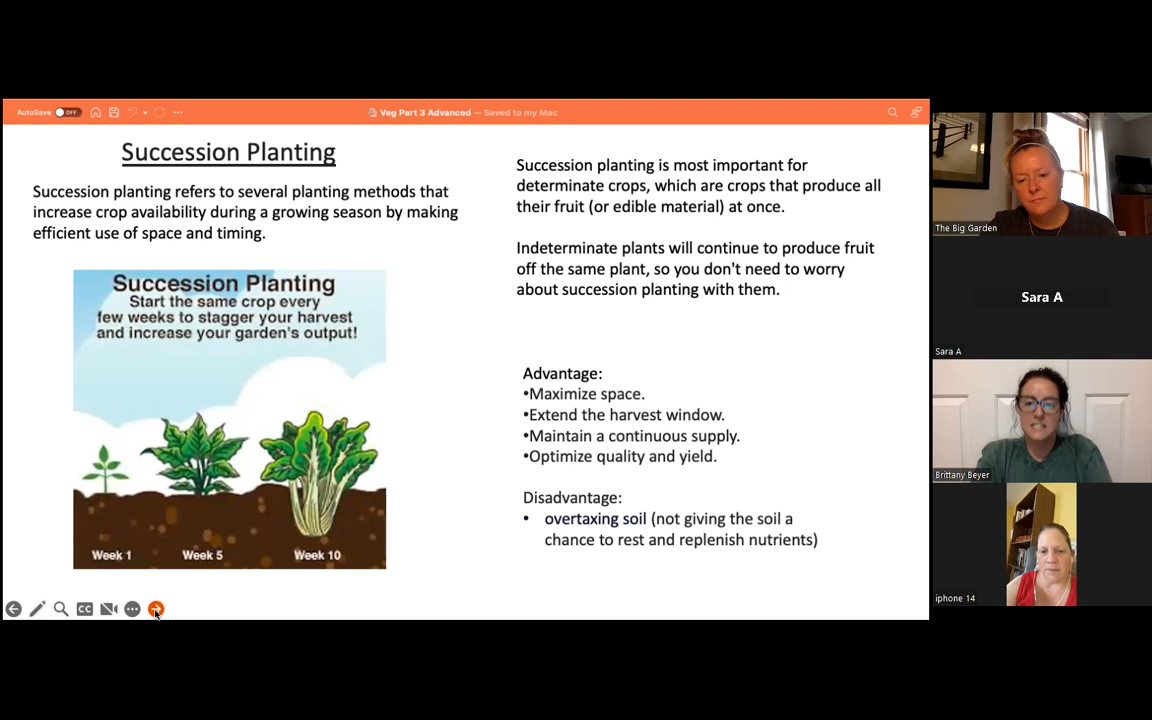 AutoSave OFF
Veg Part 3 Advanced — Saved to my Mac
Succession Planting
Succession planting refers to several planting methods that
increase crop availability during a growing season by making
efficient use of space and timing.
Succession Planting
Start the same crop every
few weeks to stagger your harvest
and increase your garden's output!
Week 1
Week 5
Week 10
Succession planting is most important for
determinate crops, which are crops that produce all
their fruit (or edible material) at once.
Indeterminate plants will continue to produce fruit
off the same plant, so you don't need to worry
about succession planting with them.
Advantage:
•Maximize space.
•Extend the harvest window.
•Maintain a continuous supply.
•Optimize quality and yield.
Disadvantage:
• overtaxing soil (not giving the soil a
chance to rest and replenish nutrients)
CC
The Big Garden
Sara A
Sara A
Brittany Beyer
iphone 14